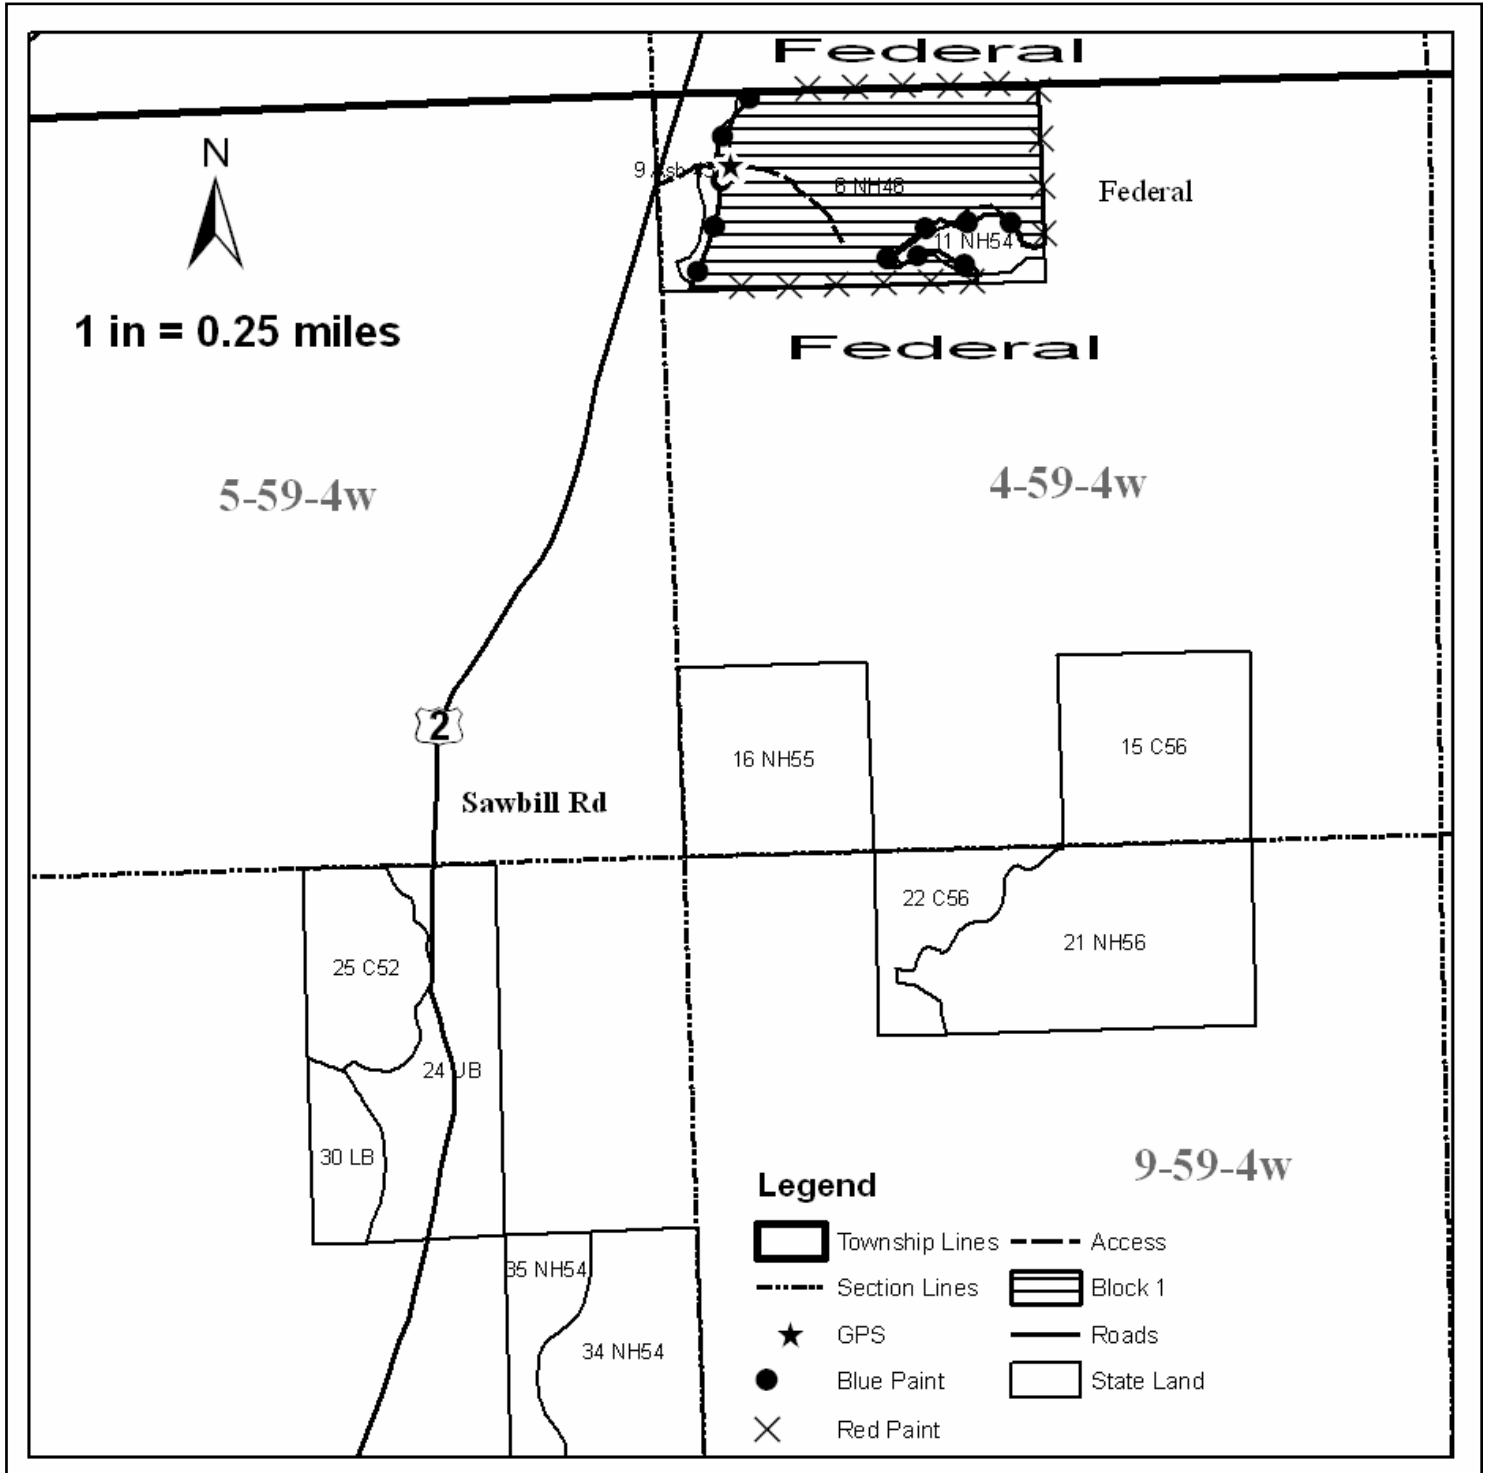 Federal
N
9 Ash
6 NH46
Federal
11 NH54
1 in = 0.25 miles
Federal
5-59-4w
4-59-4w
2
16 NH55
15 C56
Sawbill Rd
22 C56
21 NH56
25 C52
24 UB
30 LB
9-59-4w
Legend
Township Lines
Access
35 NH54
Section Lines
Block 1
GPS
Roads
34 NH54
Blue Paint
State Land
Red Paint